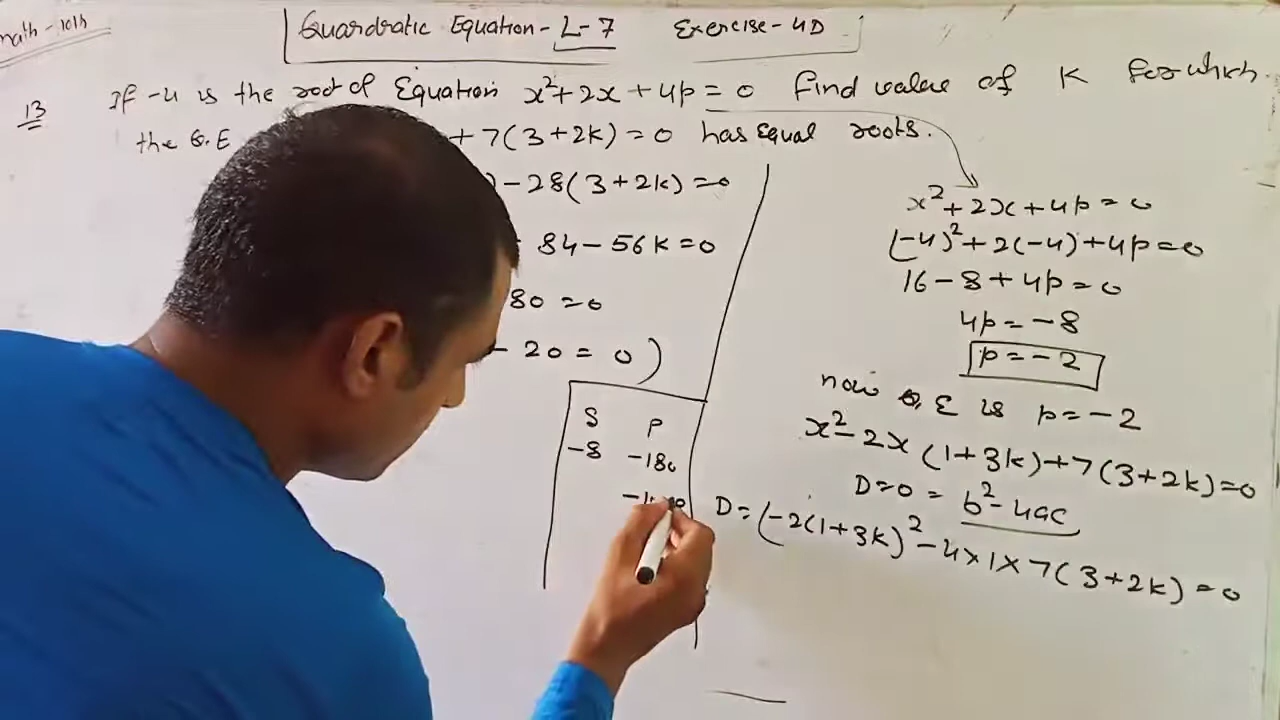 math - 10th
Quardratic Equation - L-7 Exercise - 4D
13
If -4 is the root of Equation x²+2x+4p=0 Find value of K for which
the Q.E +7(3+2k)=0 has Equal roots.
)-28(3+2k)=0
84-56k=0
80=0
- 20 = 0)
S P
-8 -180
x²+2x+4p=0
(-4)²+2(-4)+4p=0
16-8+4p=0
4p=-8
p=-2
now Q.E is p=-2
x²-2x(1+3k)+7(3+2k)=0
D=0 = b²-4ac
D=(-2(1+3k)²-4×1×7(3+2k)=0